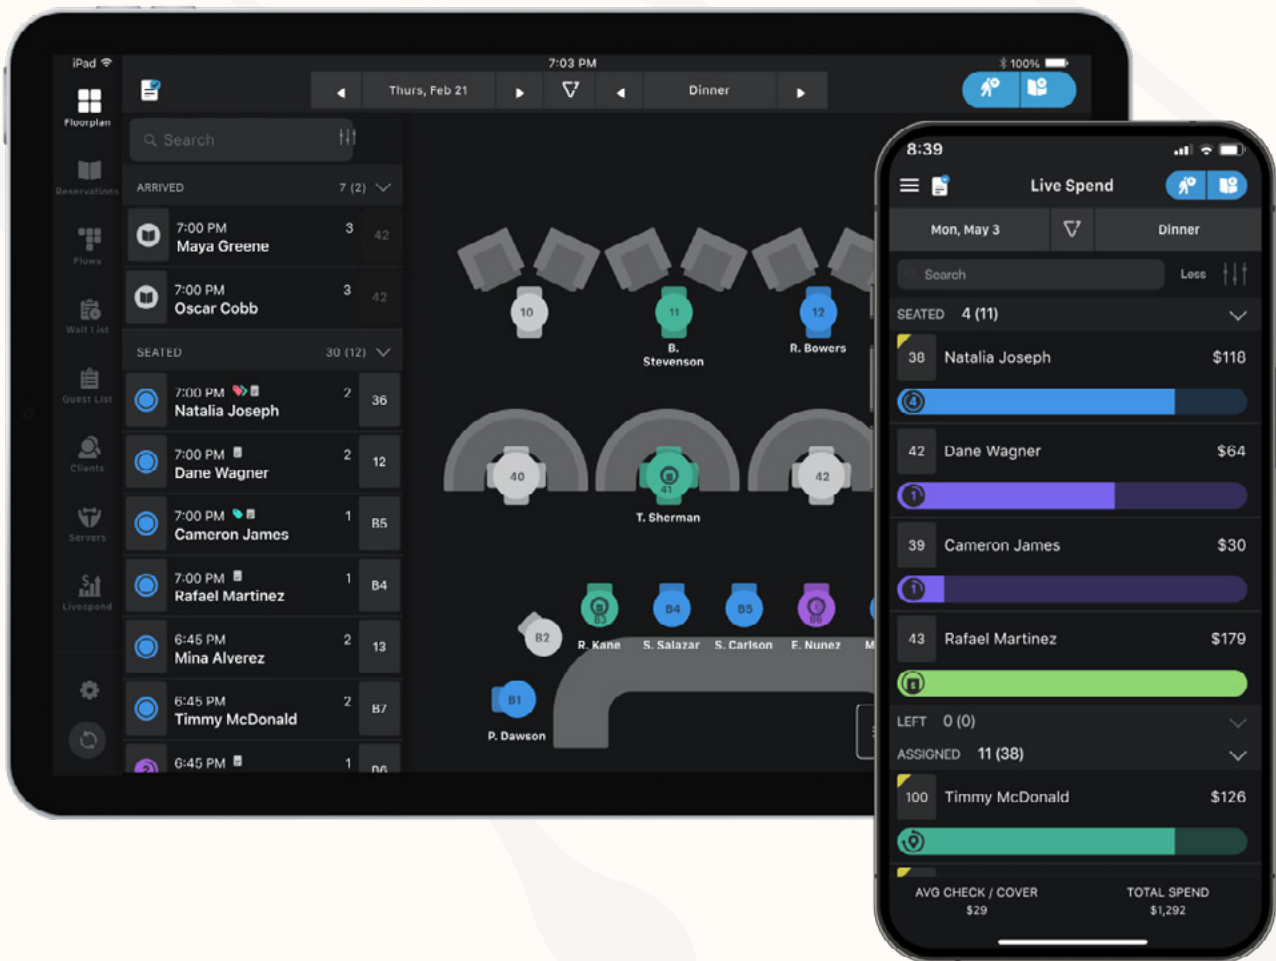 iPad
7:03 PM
100%
Floorplan
Thurs, Feb 21
Dinner
Search
Reservations
ARRIVED
7 (2)
7:00 PM
3
42
Maya Greene
Flows
7:00 PM
3
42
Oscar Cobb
Wait List
SEATED
30 (12)
Guest List
7:00 PM
2
36
Natalia Joseph
Clients
7:00 PM
2
12
Dane Wagner
Servers
7:00 PM
1
B5
Cameron James
Livespend
7:00 PM
1
B4
Rafael Martinez
6:45 PM
2
13
Mina Alverez
6:45 PM
2
B7
Timmy McDonald
6:45 PM
1
B6
10
11
12
B.
Stevenson
R. Bowers
40
41
42
T. Sherman
B2
B3
B4
B5
B6
R. Kane
S. Salazar
S. Carlson
E. Nunez
M
B1
P. Dawson
8:39
Live Spend
Mon, May 3
Dinner
Search
Less
SEATED 4 (11)
38 Natalia Joseph $118
4
42 Dane Wagner $64
1
39 Cameron James $30
1
43 Rafael Martinez $179
LEFT 0 (0)
ASSIGNED 11 (38)
100 Timmy McDonald $126
AVG CHECK / COVER
$29
TOTAL SPEND
$1,292